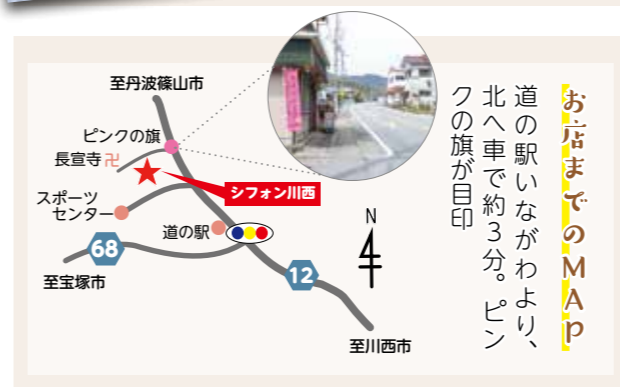 お店までのMAP
道の駅いながわより、
北へ車で約3分。ピン
クの旗が目印
至丹波篠山市
ピンクの旗
長宣寺卍
シフォン川西
スポーツ
センター
道の駅
N
68
12
至宝塚市
至川西市